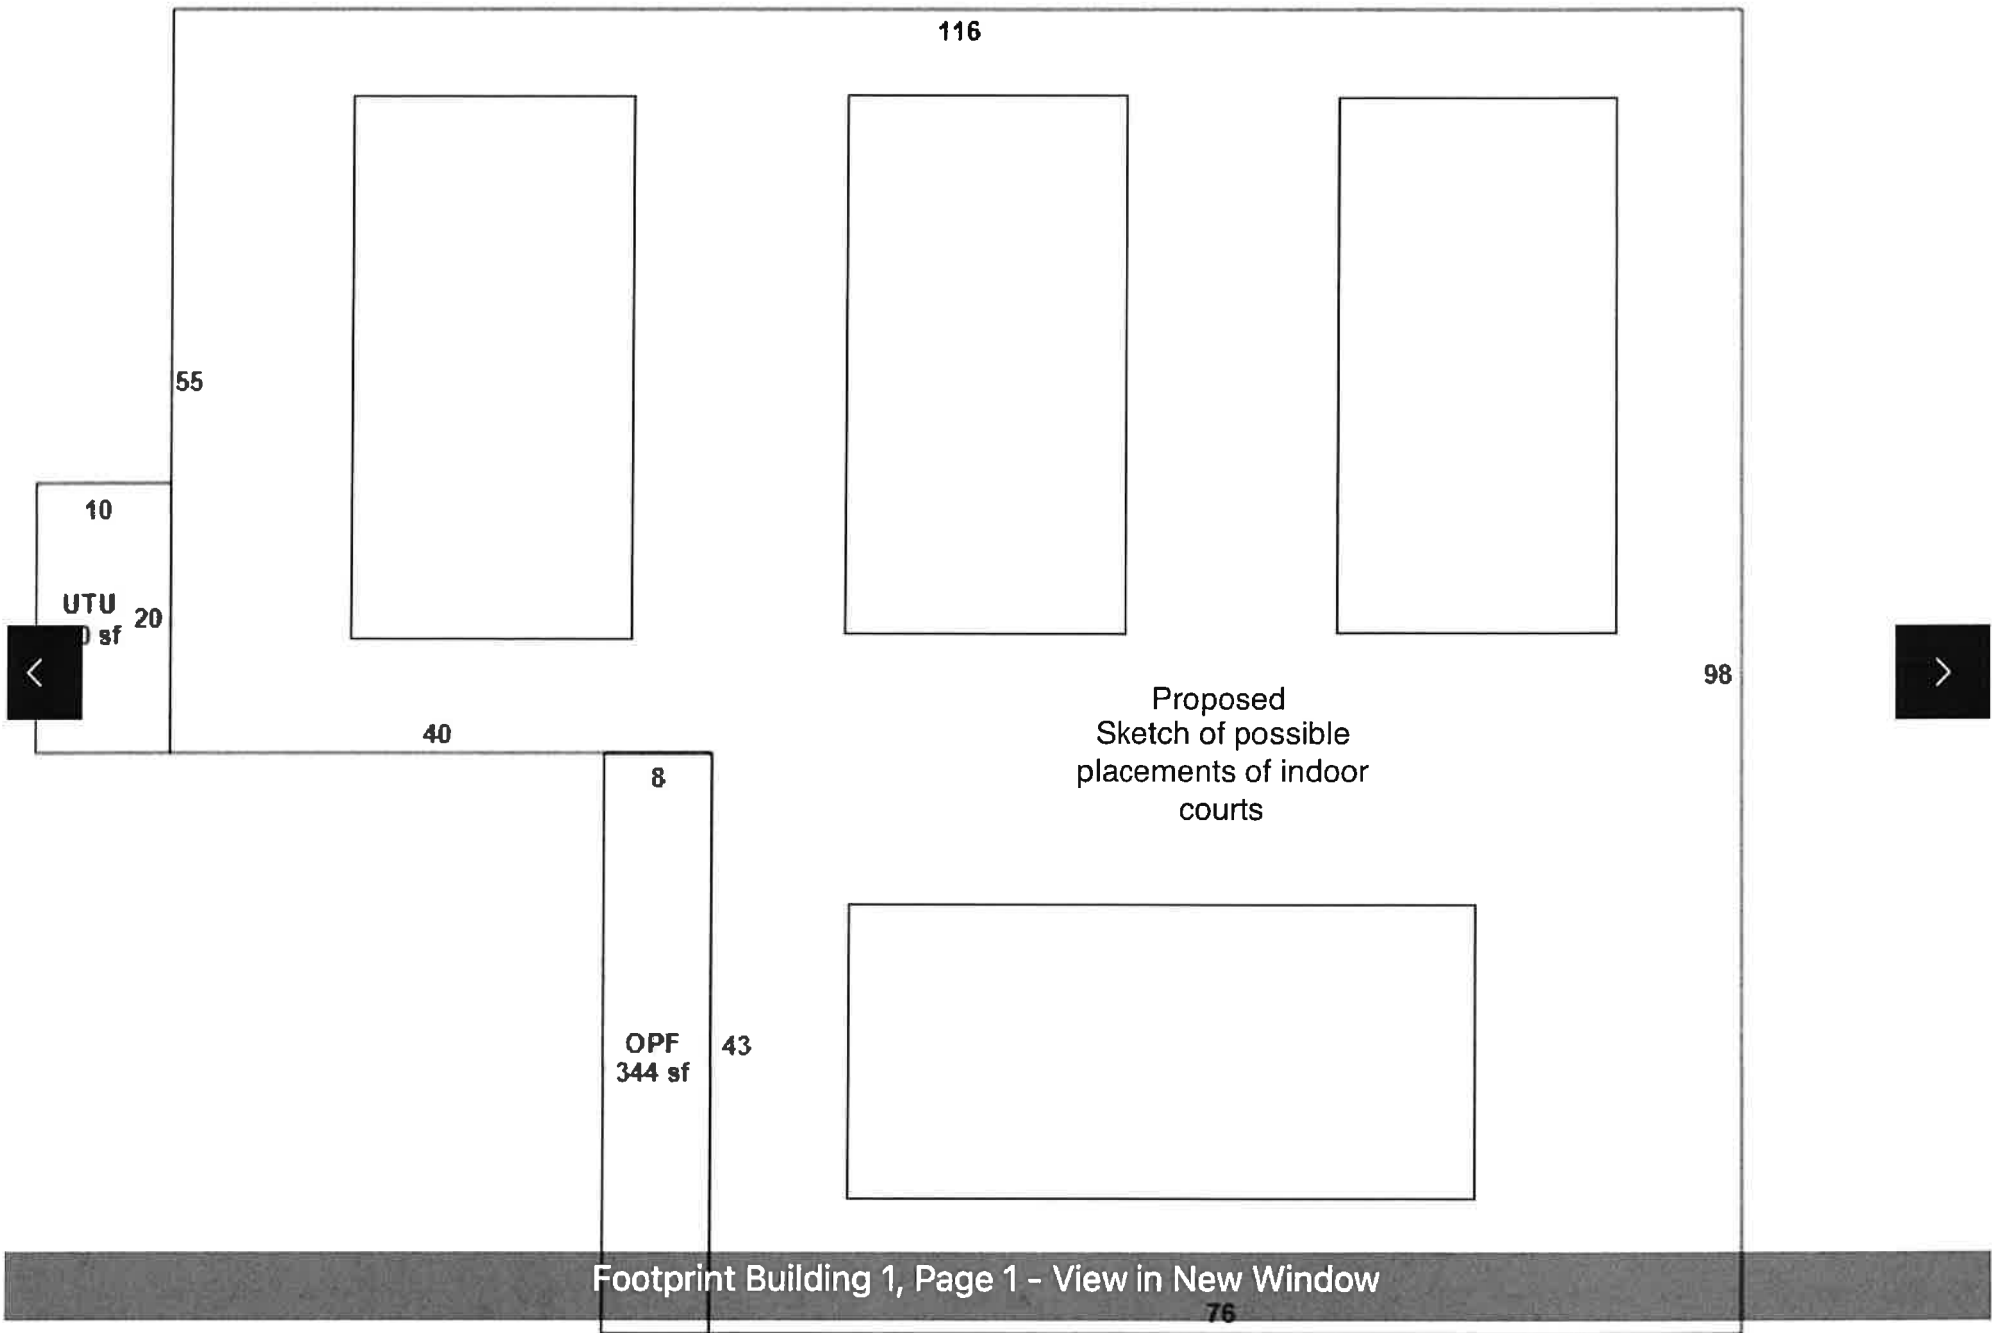 116
55
10
UTU
20
sf
98
Proposed
Sketch of possible
placements of indoor
courts
40
8
OPF
344 sf
43
Footprint Building 1, Page 1 - View in New Window
76